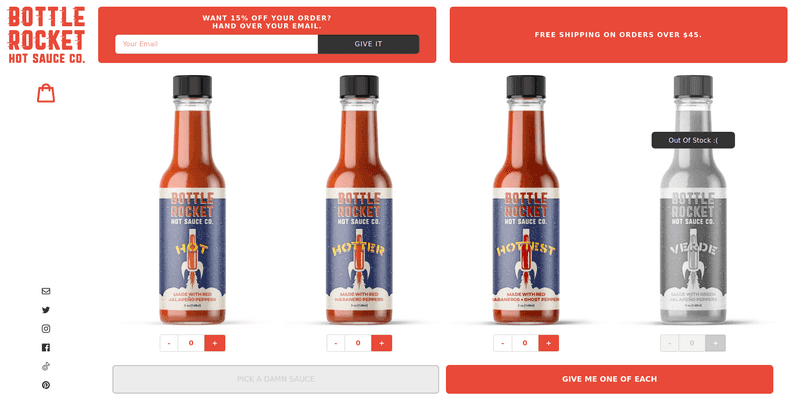 BOTTLE
ROCKET
HOT SAUCE CO.
WANT 15% OFF YOUR ORDER?
HAND OVER YOUR EMAIL.
Your Email
GIVE IT
FREE SHIPPING ON ORDERS OVER $45.
Out Of Stock :(
BOTTLE
ROCKET
HOT SAUCE CO.
HOT
MADE WITH RED
JALAPEÑO PEPPERS
BOTTLE
ROCKET
HOT SAUCE CO.
HOTTER
MADE WITH RED
HABANERO PEPPERS
BOTTLE
ROCKET
HOT SAUCE CO.
HOTTEST
MADE WITH RED
HABANEROS + GHOST PEPPERS
BOTTLE
ROCKET
HOT SAUCE CO.
VERDE
MADE WITH GREEN
JALAPEÑO PEPPERS
- 0 +
- 0 +
- 0 +
- 0 +
PICK A DAMN SAUCE
GIVE ME ONE OF EACH